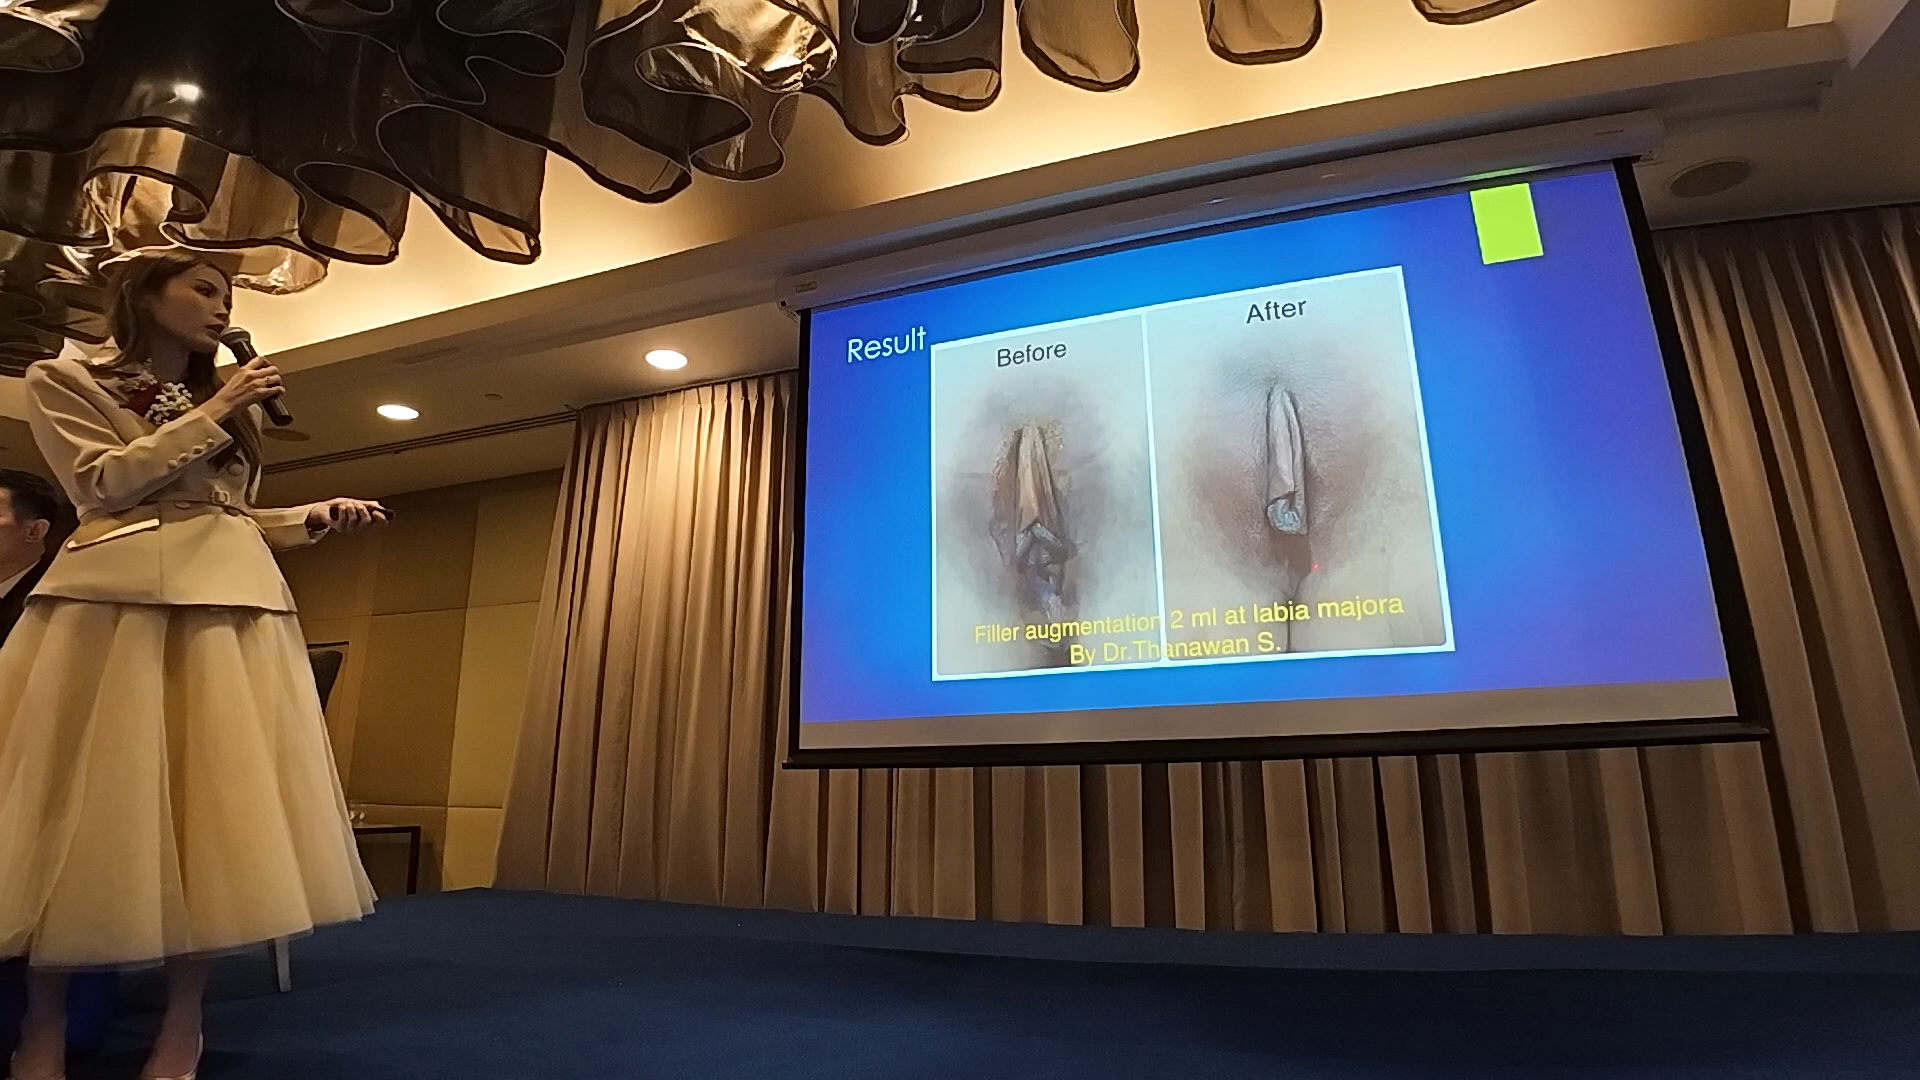 Result
Before
After
Filler augmentation 2 ml at labia majora
By Dr.Thanawan S.